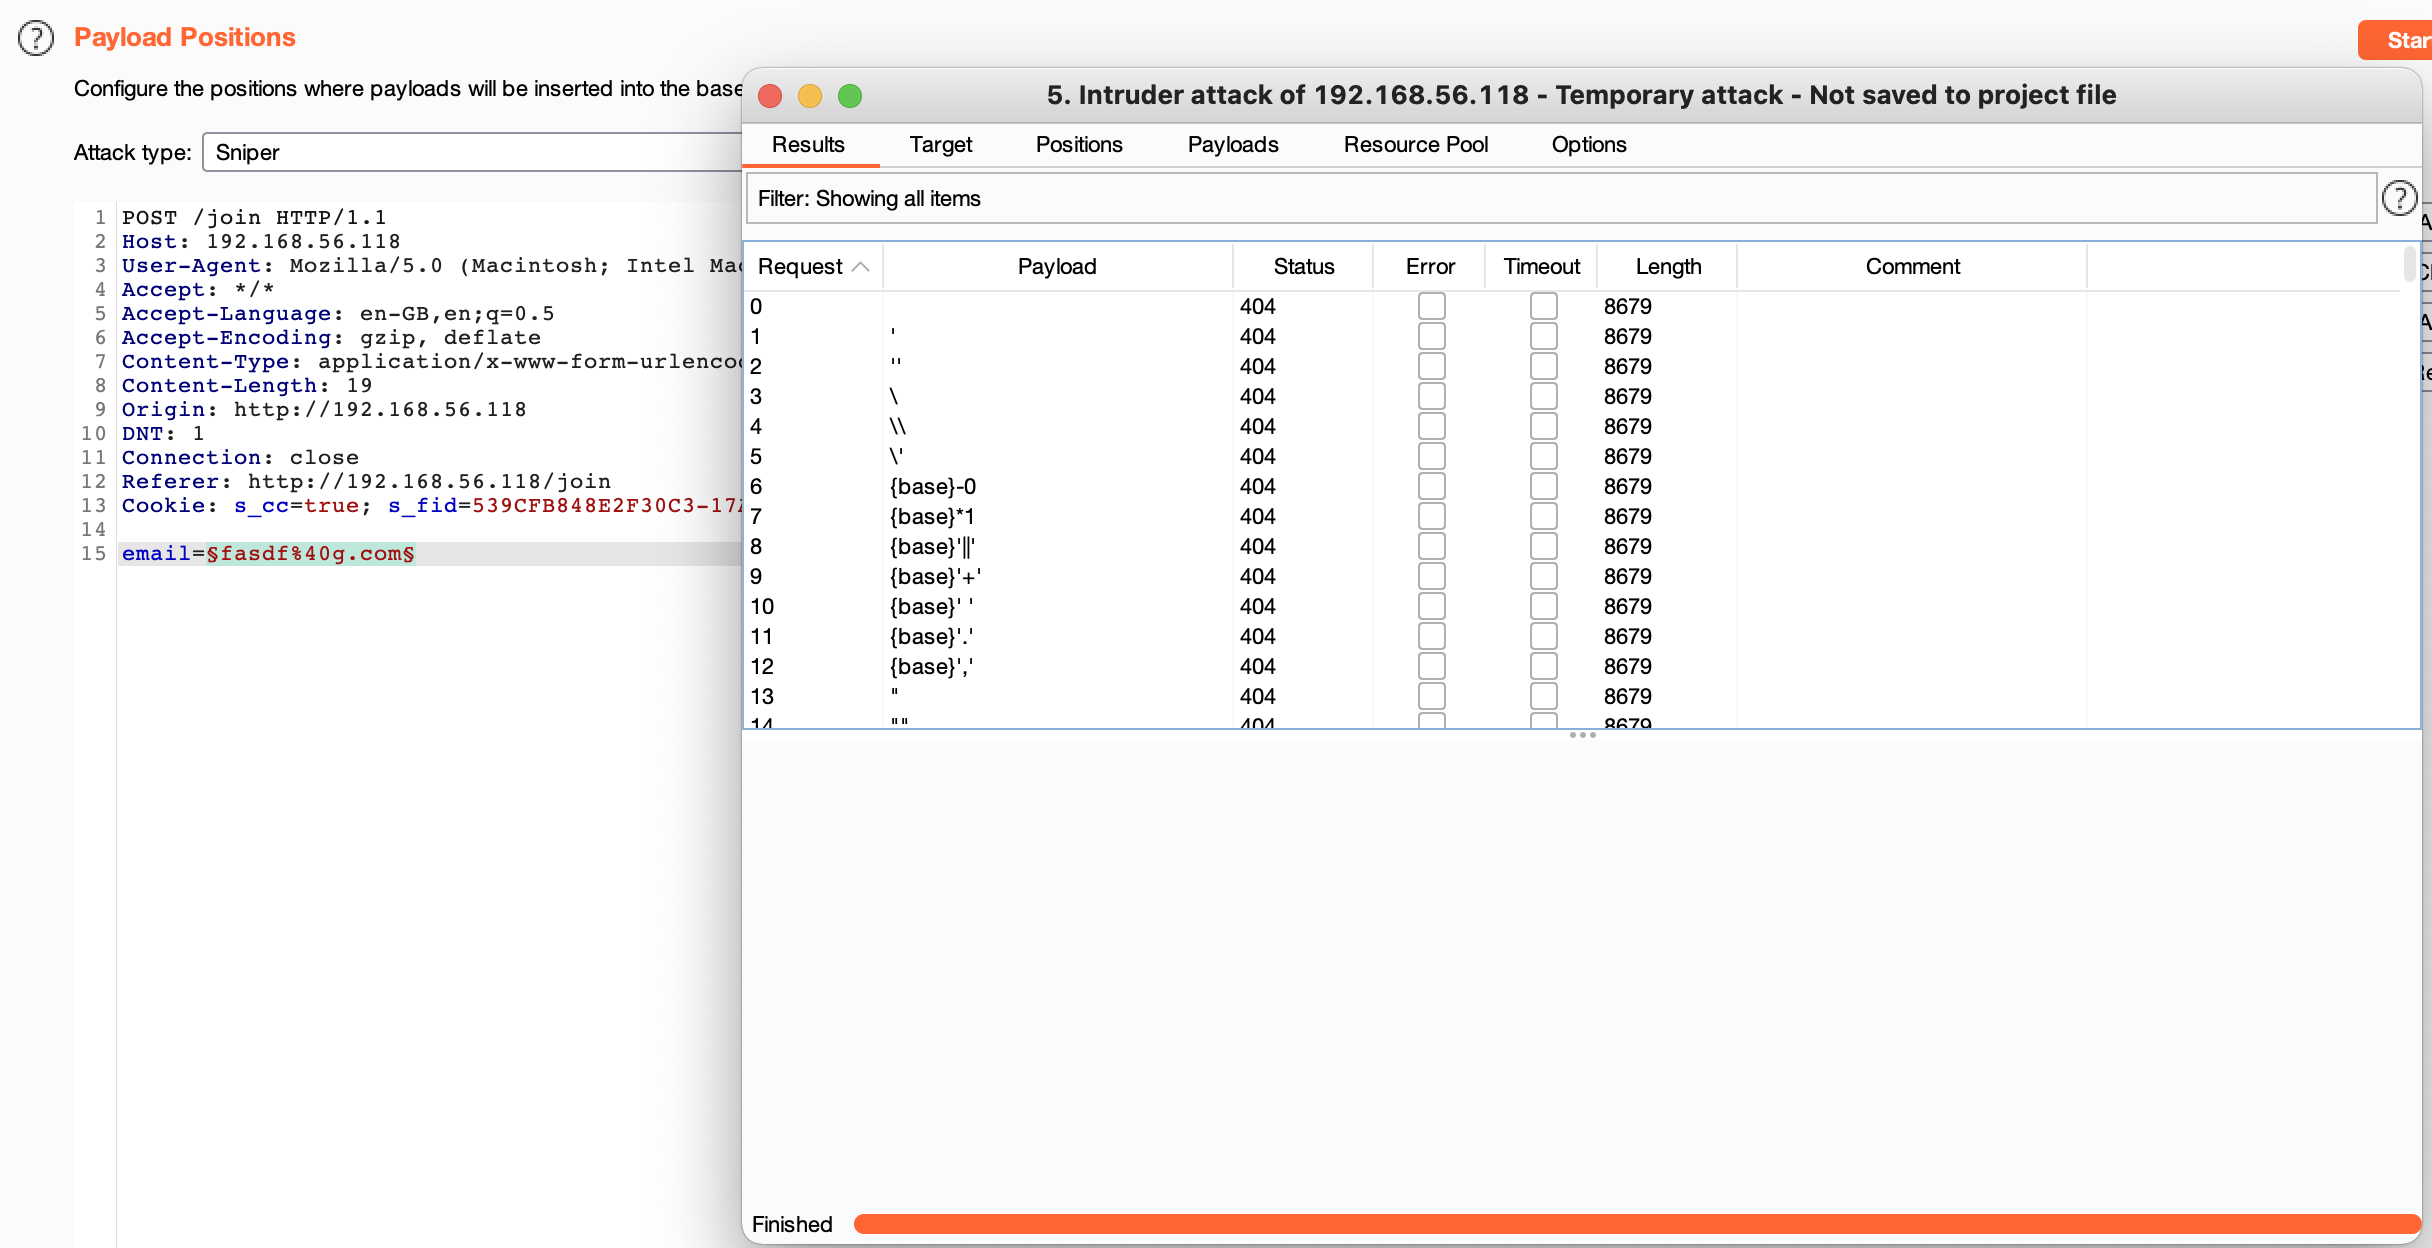 Payload Positions
Star
Configure the positions where payloads will be inserted into the base
Attack type: Sniper
1 POST /join HTTP/1.1
2 Host: 192.168.56.118
3 User-Agent: Mozilla/5.0 (Macintosh; Intel Mac
4 Accept: */*
5 Accept-Language: en-GB,en;q=0.5
6 Accept-Encoding: gzip, deflate
7 Content-Type: application/x-www-form-urlencod
8 Content-Length: 19
9 Origin: http://192.168.56.118
10 DNT: 1
11 Connection: close
12 Referer: http://192.168.56.118/join
13 Cookie: s_cc=true; s_fid=539CFB848E2F30C3-17A
14
15 email=§fasdf%40g.com§
5. Intruder attack of 192.168.56.118 - Temporary attack - Not saved to project file
Results Target Positions Payloads Resource Pool Options
Filter: Showing all items
Request Payload Status Error Timeout Length Comment
0 404 8679
1 ' 404 8679
2 '' 404 8679
3 \ 404 8679
4 \\ 404 8679
5 \' 404 8679
6 {base}-0 404 8679
7 {base}*1 404 8679
8 {base}'||' 404 8679
9 {base}'+' 404 8679
10 {base}' ' 404 8679
11 {base}'.' 404 8679
12 {base}',' 404 8679
13 " 404 8679
14 "" 404 8679
Finished